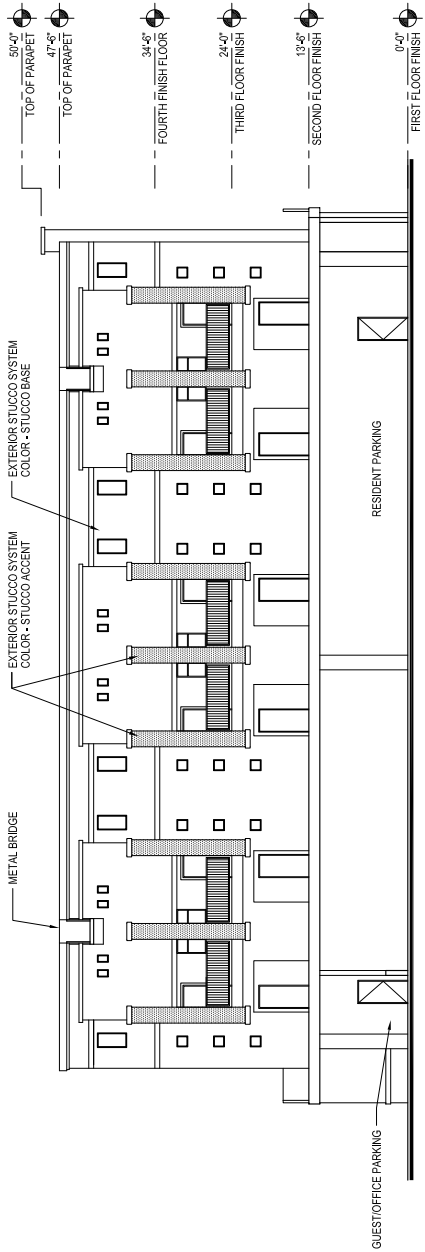 METAL BRIDGE
EXTERIOR STUCCO SYSTEM
COLOR - STUCCO ACCENT
EXTERIOR STUCCO SYSTEM
COLOR - STUCCO BASE
50'-0"
TOP OF PARAPET
47'-6"
TOP OF PARAPET
34'-6"
FOURTH FINISH FLOOR
24'-0"
THIRD FLOOR FINISH
13'-6"
SECOND FLOOR FINISH
0'-0"
FIRST FLOOR FINISH
RESIDENT PARKING
GUEST/OFFICE PARKING